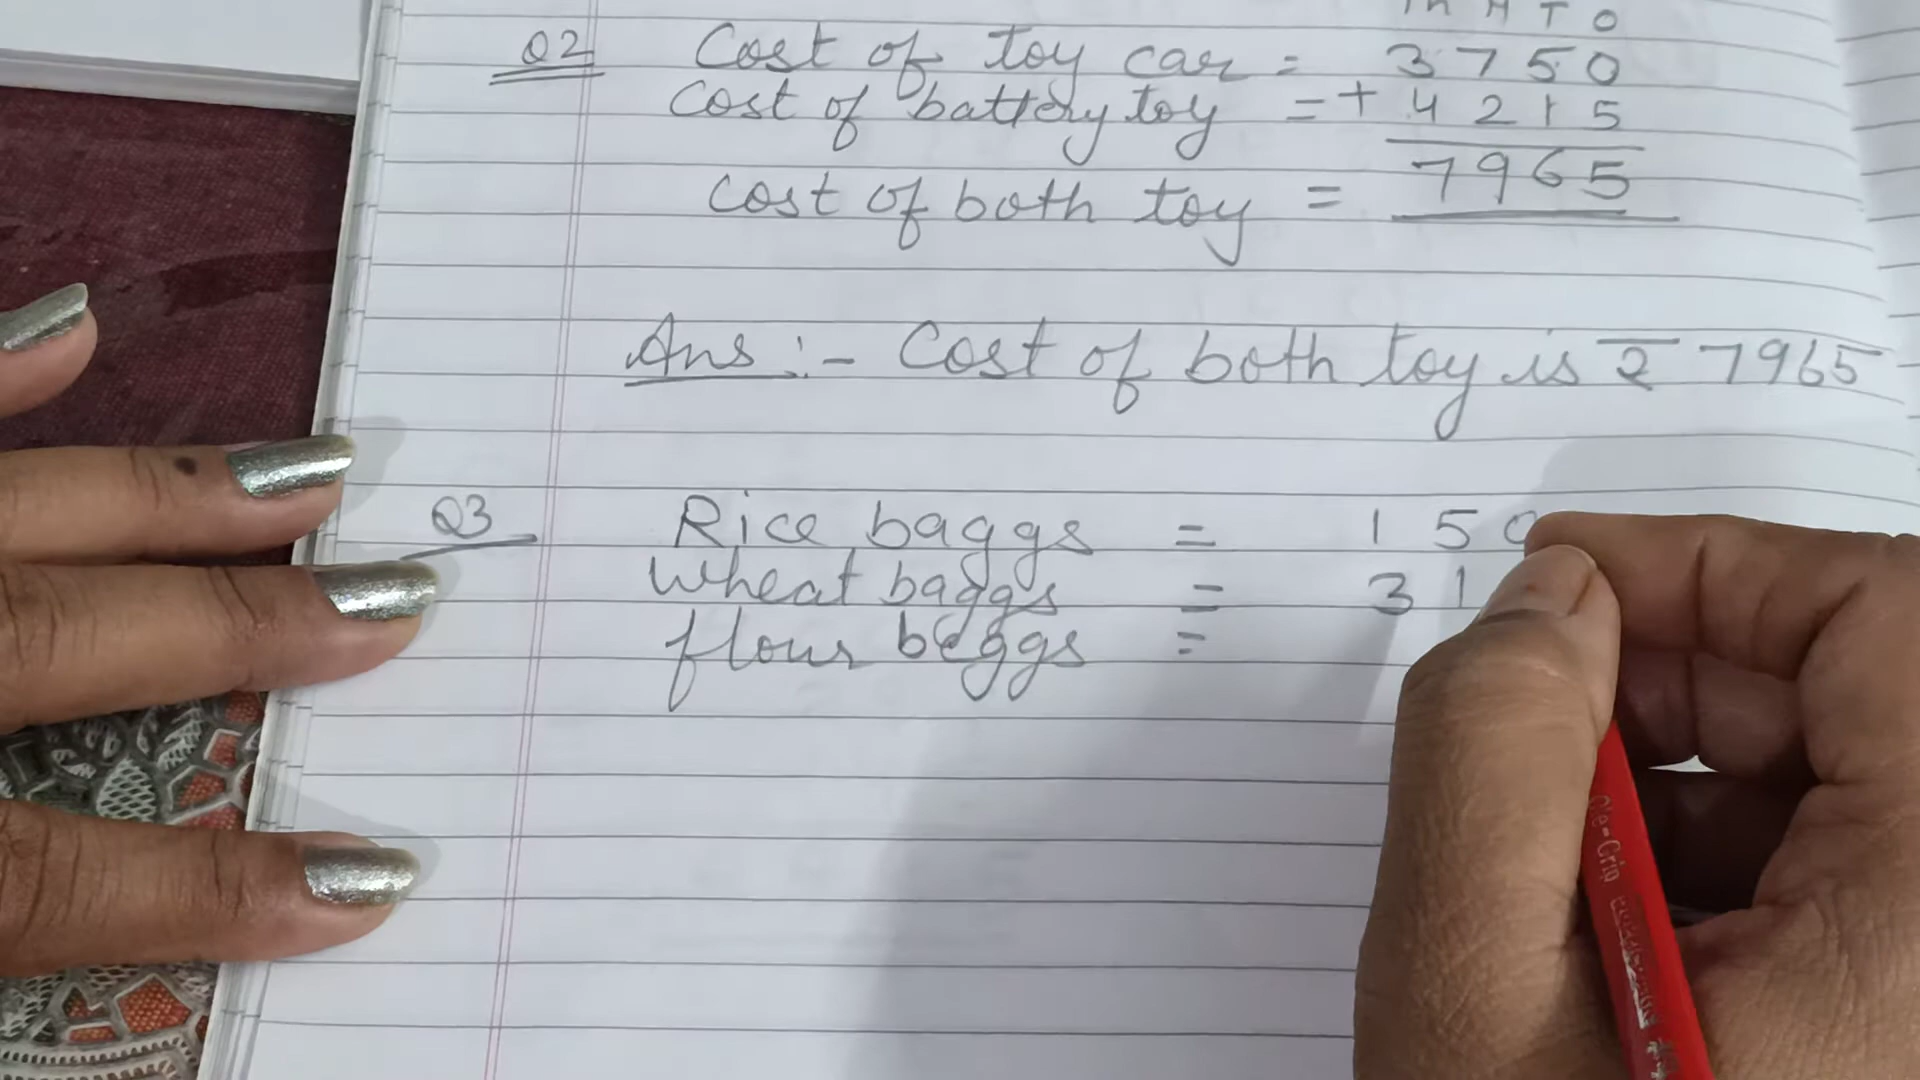 Th H T O
Q2 Cost of toy car = 3750
Cost of battery toy = + 4215
Cost of both toy = 7965
Ans :- Cost of both toy is ₹ 7965
Q3 Rice baggs = 150
Wheat baggs = 31
flour beggs =